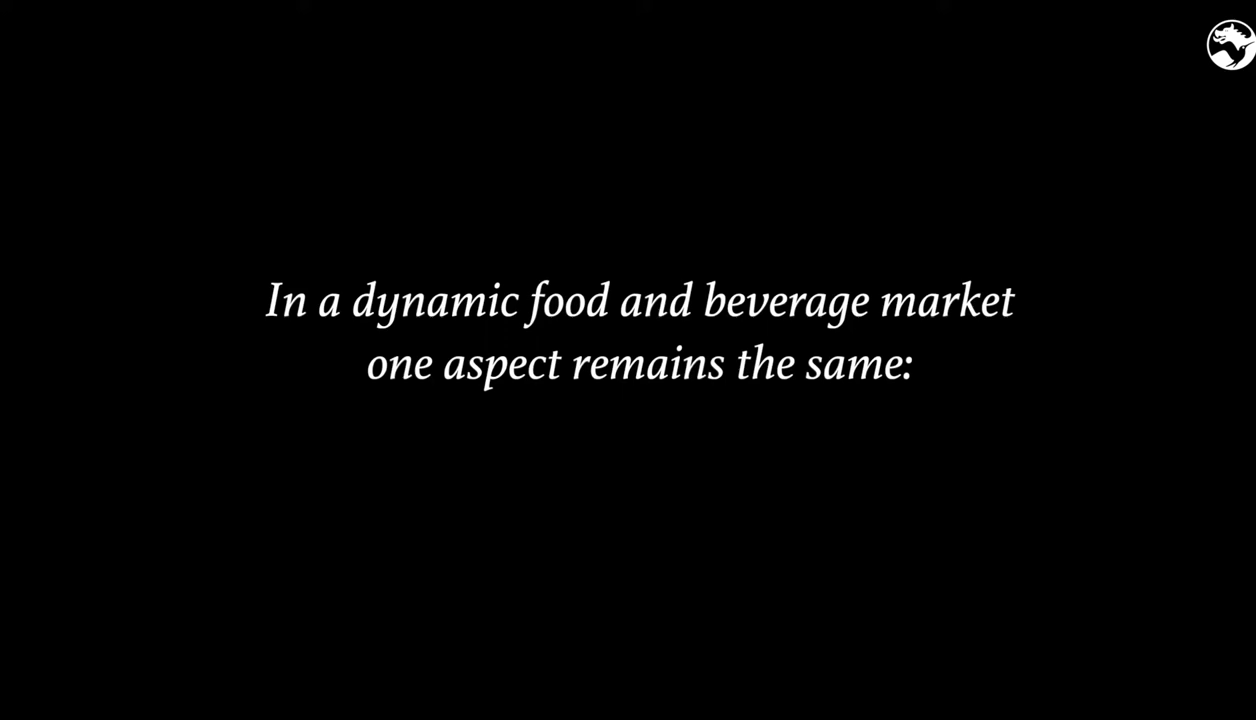 In a dynamic food and beverage market
one aspect remains the same: